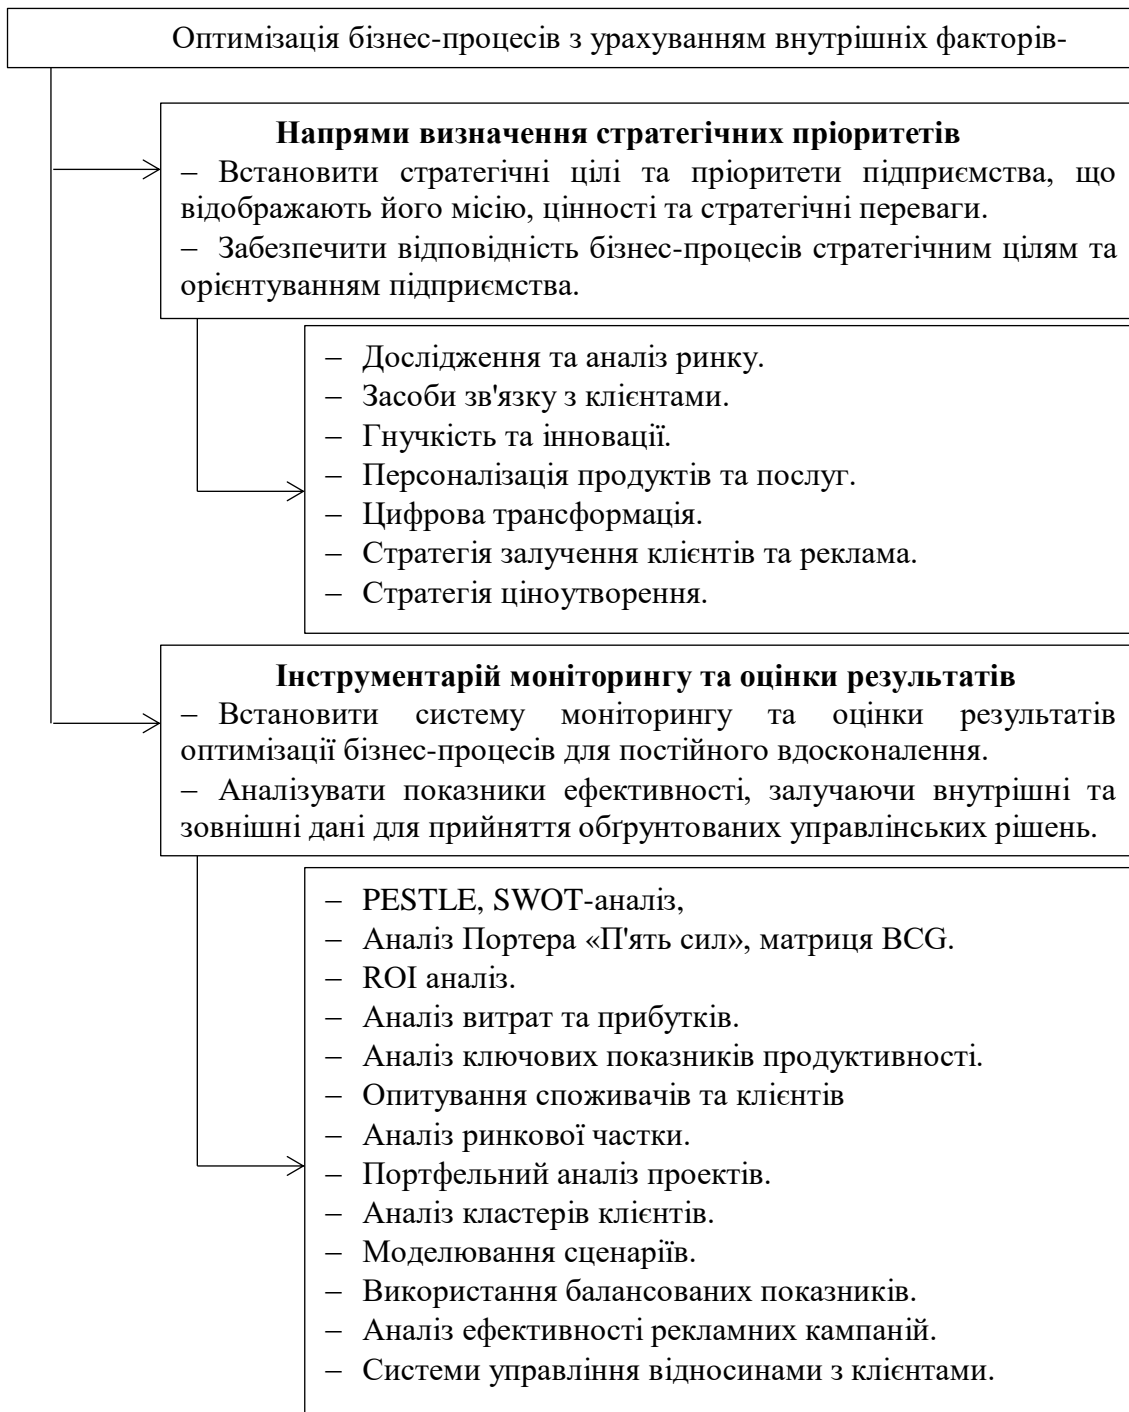 Оптимізація бізнес-процесів з урахуванням внутрішніх факторів-
Напрями визначення стратегічних пріоритетів
– Встановити стратегічні цілі та пріоритети підприємства, що
відображають його місію, цінності та стратегічні переваги.
– Забезпечити відповідність бізнес-процесів стратегічним цілям та
орієнтуванням підприємства.
– Дослідження та аналіз ринку.
– Засоби зв'язку з клієнтами.
– Гнучкість та інновації.
– Персоналізація продуктів та послуг.
– Цифрова трансформація.
– Стратегія залучення клієнтів та реклама.
– Стратегія ціноутворення.
Інструментарій моніторингу та оцінки результатів
– Встановити систему моніторингу та оцінки результатів
оптимізації бізнес-процесів для постійного вдосконалення.
– Аналізувати показники ефективності, залучаючи внутрішні та
зовнішні дані для прийняття обґрунтованих управлінських рішень.
– PESTLE, SWOT-аналіз,
– Аналіз Портера «П'ять сил», матриця BCG.
– ROI аналіз.
– Аналіз витрат та прибутків.
– Аналіз ключових показників продуктивності.
– Опитування споживачів та клієнтів
– Аналіз ринкової частки.
– Портфельний аналіз проектів.
– Аналіз кластерів клієнтів.
– Моделювання сценаріїв.
– Використання балансованих показників.
– Аналіз ефективності рекламних кампаній.
– Системи управління відносинами з клієнтами.